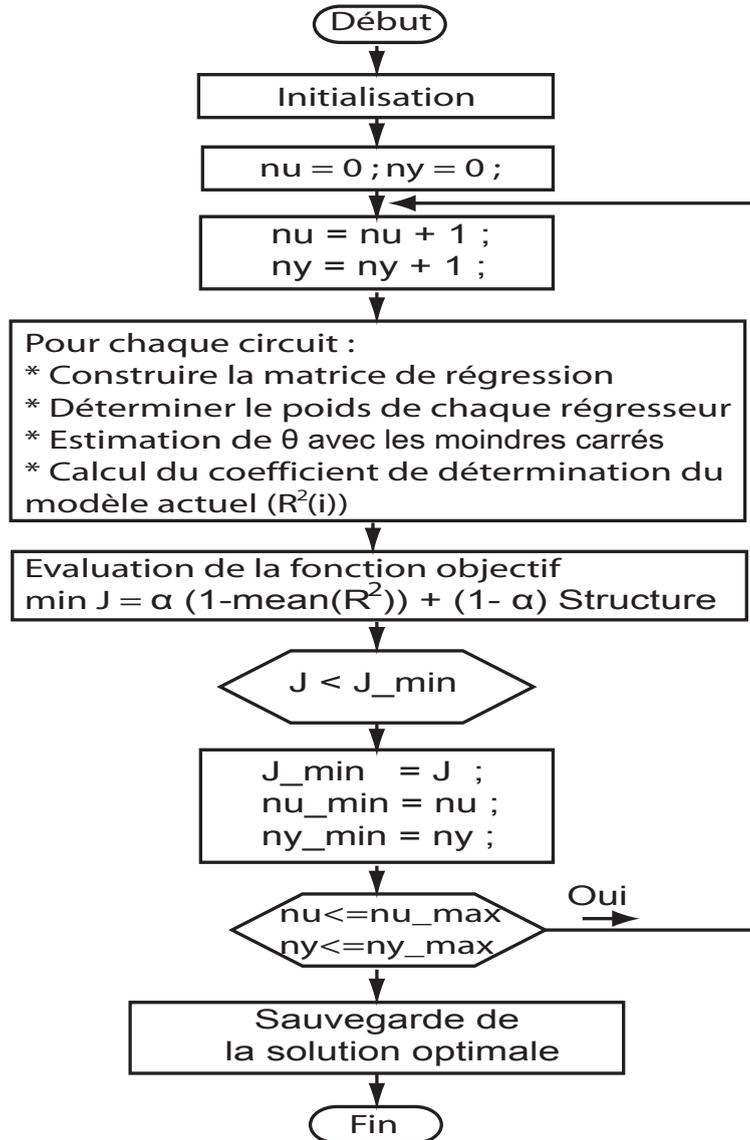 Début
Initialisation
nu = 0 ; ny = 0 ;
nu = nu + 1 ;
ny = ny + 1 ;
Pour chaque circuit :
* Construire la matrice de régression
* Déterminer le poids de chaque régresseur
* Estimation de θ avec les moindres carrés
* Calcul du coefficient de détermination du
modèle actuel (R²(i))
Evaluation de la fonction objectif
min J = α (1-mean(R²)) + (1- α) Structure
J < J_min
J_min = J ;
nu_min = nu ;
ny_min = ny ;
Oui
nu<=nu_max
ny<=ny_max
Sauvegarde de
la solution optimale
Fin